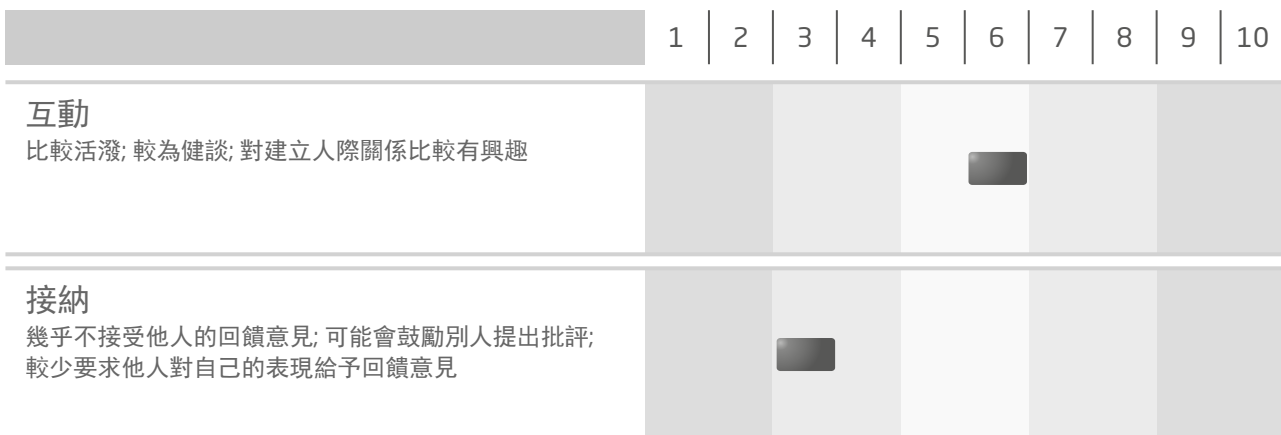 1 2 3 4 5 6 7 8 9 10
互動
比較活潑; 較為健談; 對建立人際關係比較有興趣
接納
幾乎不接受他人的回饋意見; 可能會鼓勵別人提出批評;
較少要求他人對自己的表現給予回饋意見